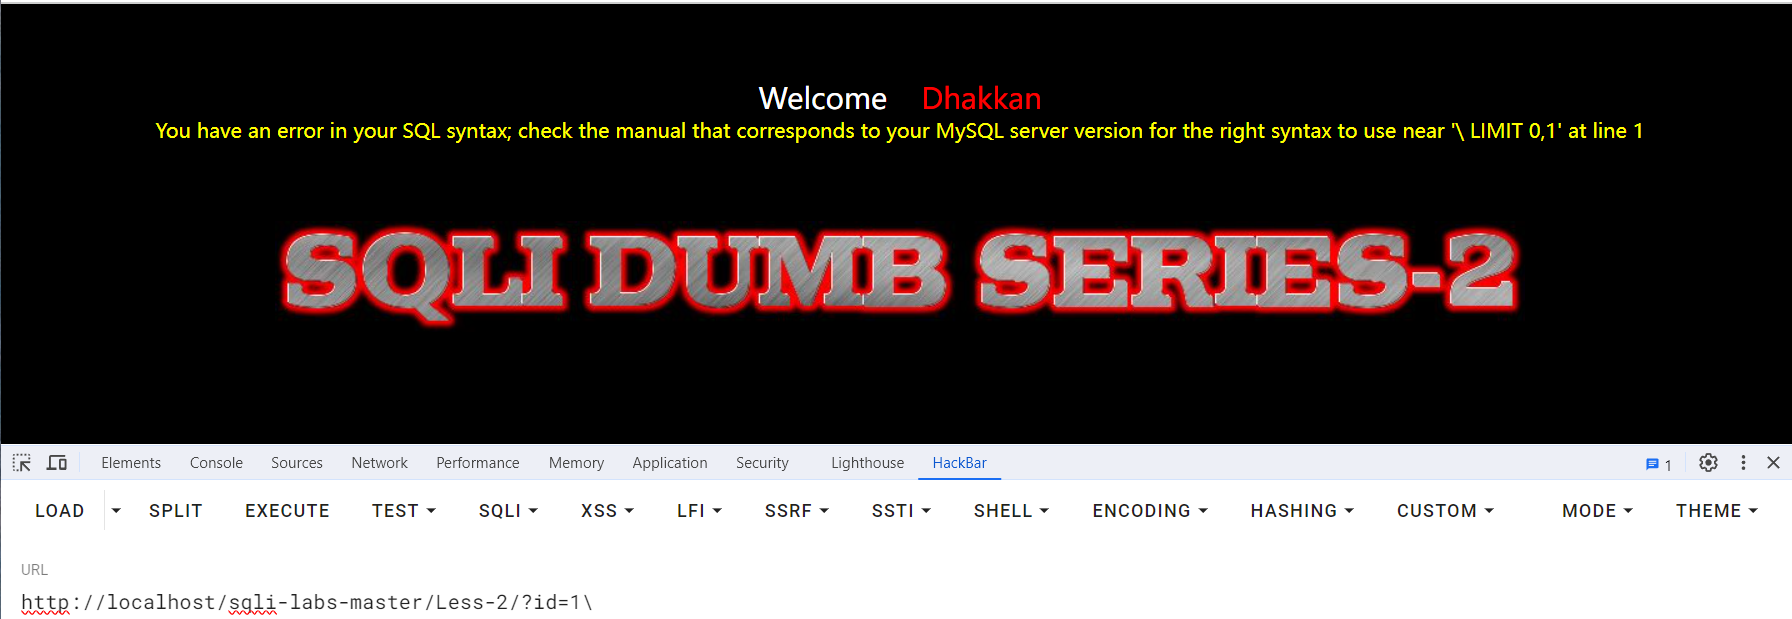 Welcome Dhakkan
You have an error in your SQL syntax; check the manual that corresponds to your MySQL server version for the right syntax to use near '\ LIMIT 0,1' at line 1
SQLI DUMB SERIES-2
Elements Console Sources Network Performance Memory Application Security Lighthouse HackBar 1
LOAD SPLIT EXECUTE TEST SQLI XSS LFI SSRF SSTI SHELL ENCODING HASHING CUSTOM MODE THEME
URL
http://localhost/sqli-labs-master/Less-2/?id=1\